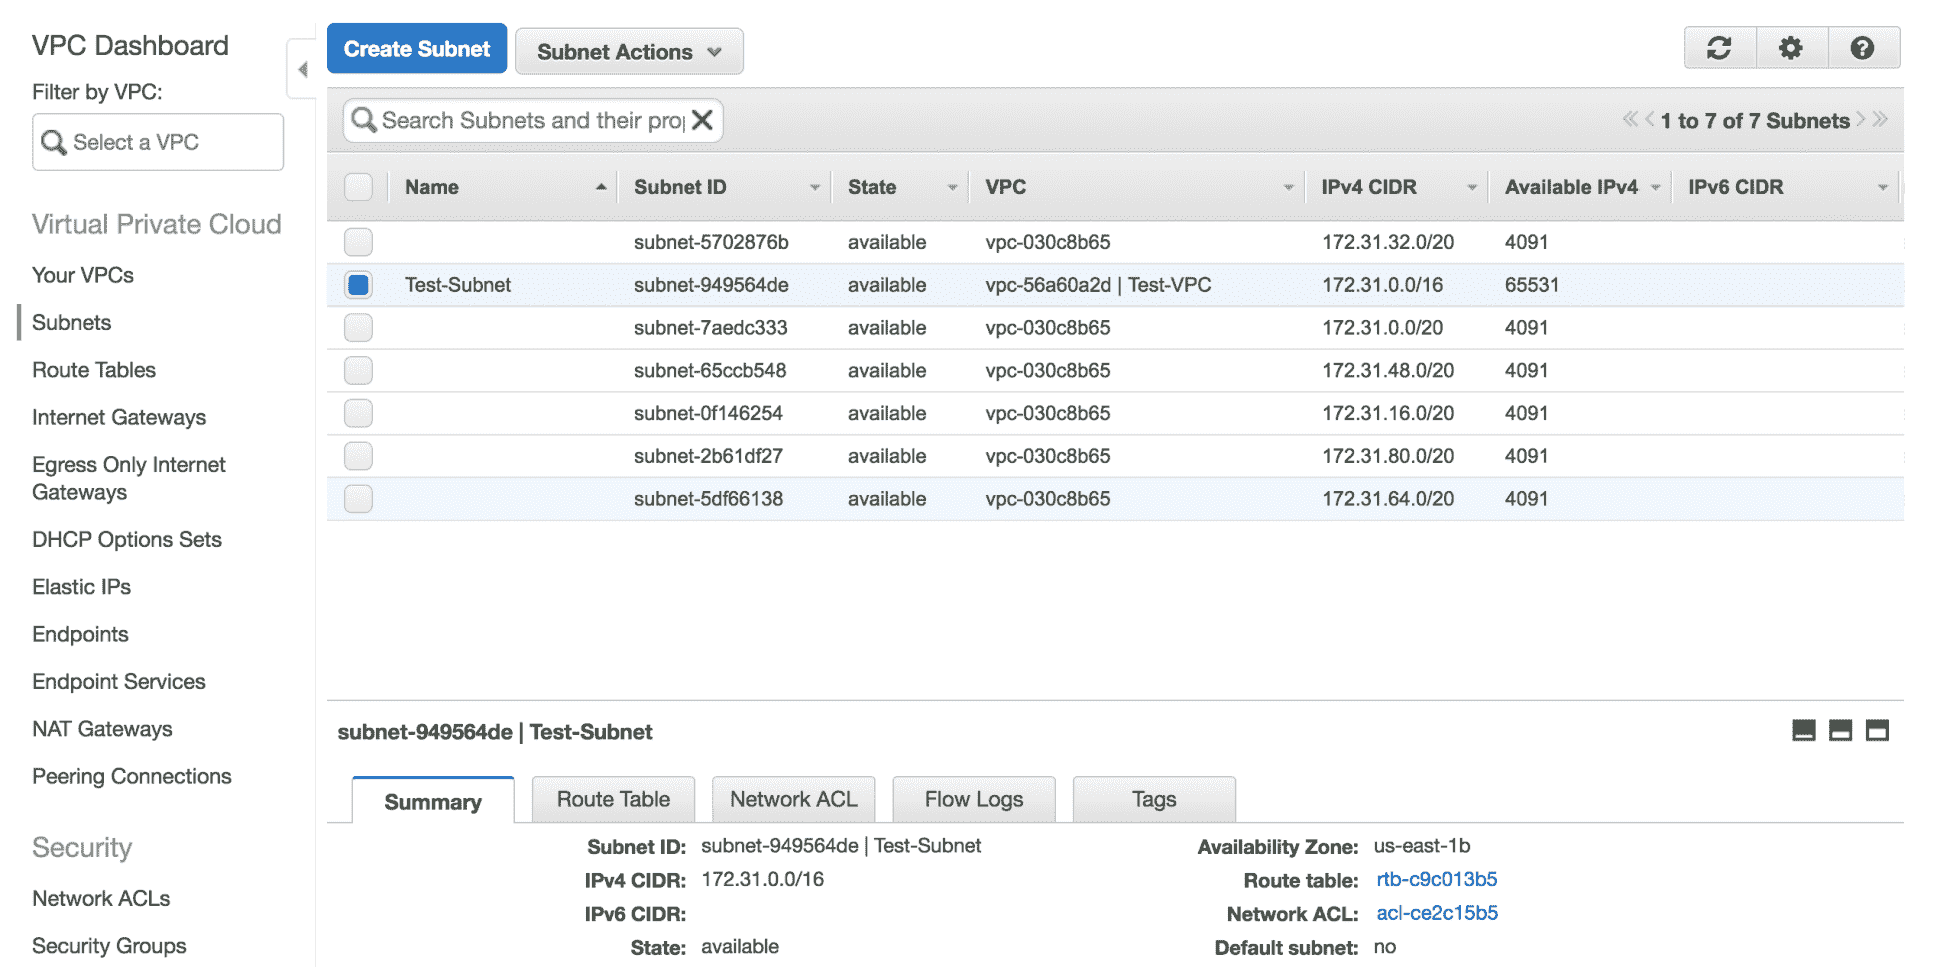 VPC Dashboard
Filter by VPC:
Select a VPC
Virtual Private Cloud
Your VPCs
Subnets
Route Tables
Internet Gateways
Egress Only Internet
Gateways
DHCP Options Sets
Elastic IPs
Endpoints
Endpoint Services
NAT Gateways
Peering Connections
Security
Network ACLs
Security Groups
Create Subnet Subnet Actions
Search Subnets and their pro
1 to 7 of 7 Subnets
Name Subnet ID State VPC IPv4 CIDR Available IPv4 IPv6 CIDR
subnet-5702876b available vpc-030c8b65 172.31.32.0/20 4091
Test-Subnet subnet-949564de available vpc-56a60a2d | Test-VPC 172.31.0.0/16 65531
subnet-7aedc333 available vpc-030c8b65 172.31.0.0/20 4091
subnet-65ccb548 available vpc-030c8b65 172.31.48.0/20 4091
subnet-0f146254 available vpc-030c8b65 172.31.16.0/20 4091
subnet-2b61df27 available vpc-030c8b65 172.31.80.0/20 4091
subnet-5df66138 available vpc-030c8b65 172.31.64.0/20 4091
subnet-949564de | Test-Subnet
Summary Route Table Network ACL Flow Logs Tags
Subnet ID: subnet-949564de | Test-Subnet
IPv4 CIDR: 172.31.0.0/16
IPv6 CIDR:
State: available
Availability Zone: us-east-1b
Route table: rtb-c9c013b5
Network ACL: acl-ce2c15b5
Default subnet: no